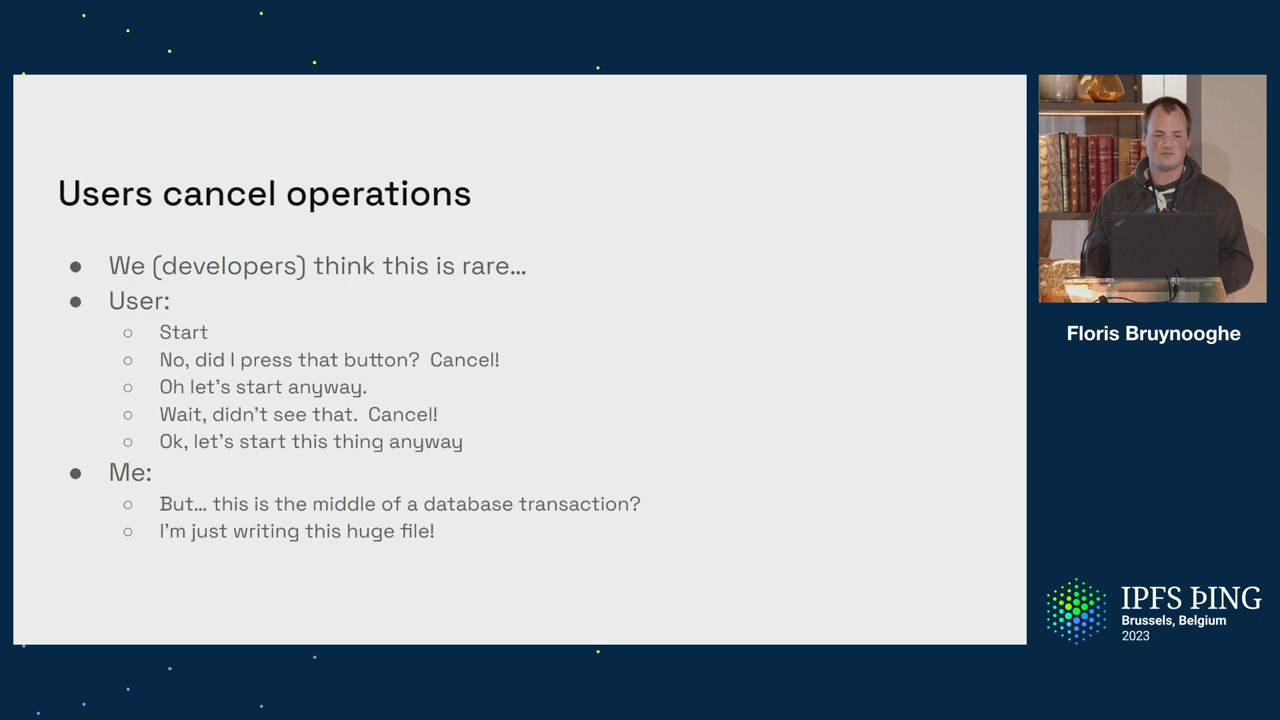 Users cancel operations
● We (developers) think this is rare…
● User:
○ Start
○ No, did I press that button?  Cancel!
○ Oh let's start anyway.
○ Wait, didn't see that.  Cancel!
○ Ok, let's start this thing anyway
● Me:
○ But… this is the middle of a database transaction?
○ I'm just writing this huge file!
Floris Bruynooghe
IPFS ÞING
Brussels, Belgium
2023